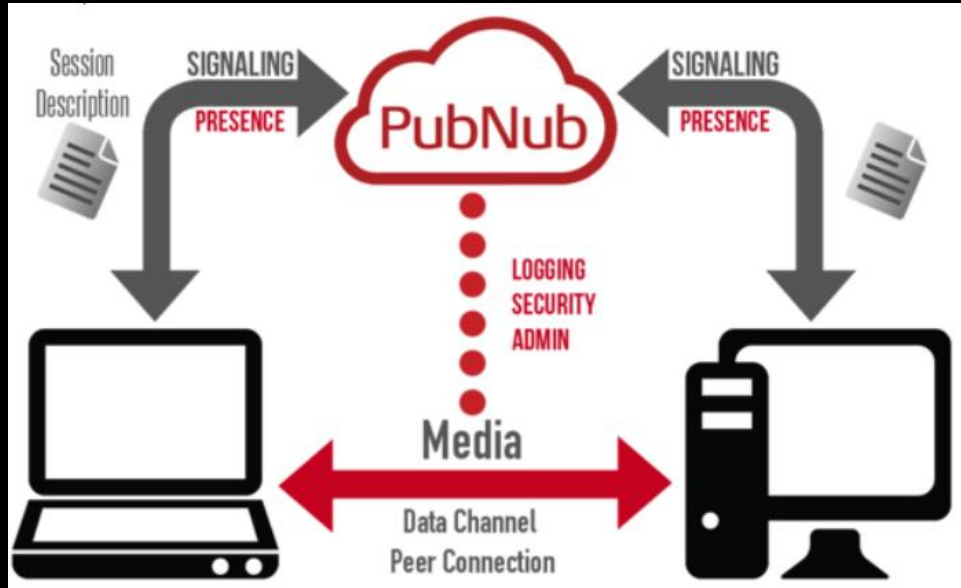 Session
Description
SIGNALING
PRESENCE
PubNub
SIGNALING
PRESENCE
LOGGING
SECURITY
ADMIN
Media
Data Channel
Peer Connection